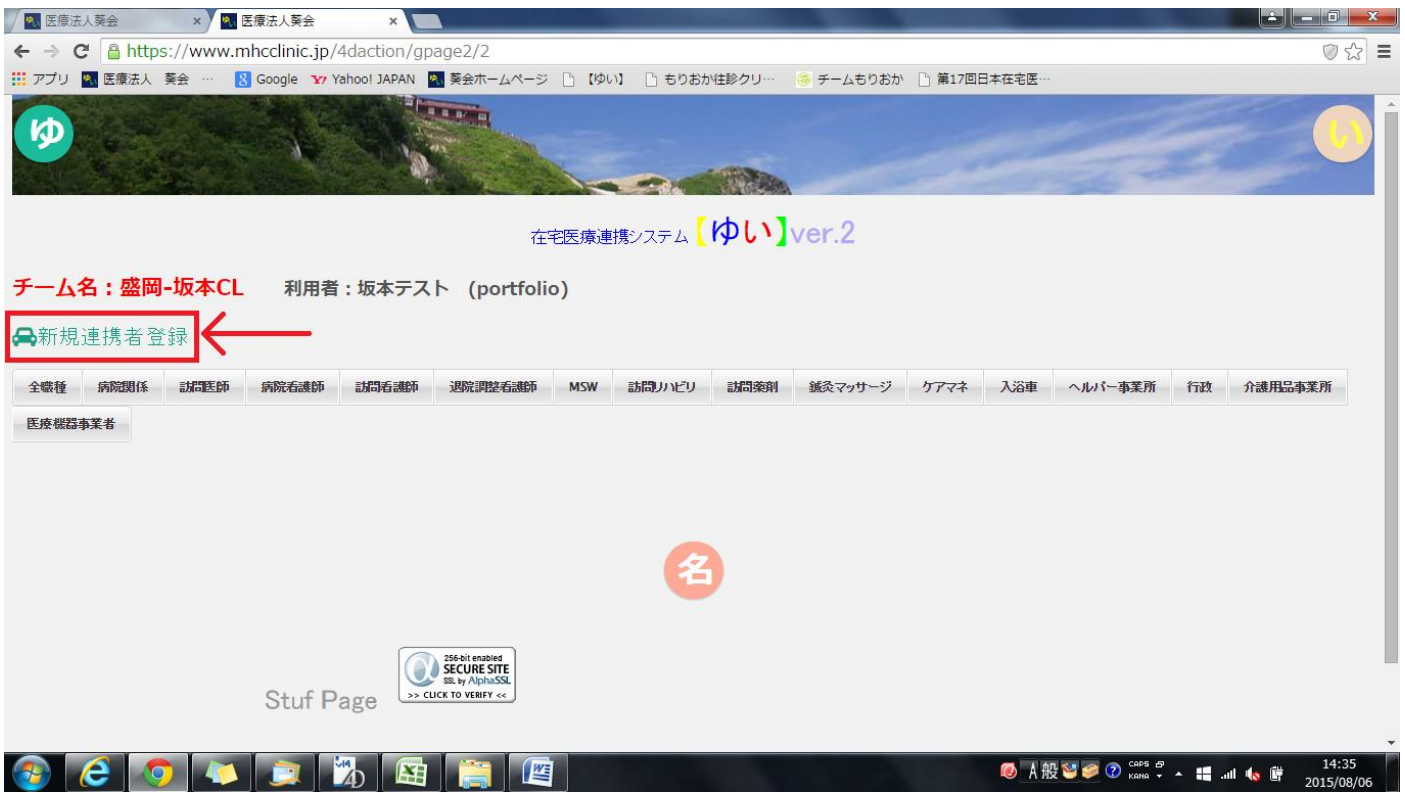 医療法人葵会 医療法人葵会
https://www.mhcclinic.jp/4daction/gpage2/2
アプリ 医療法人 葵会 … Google Yahoo! JAPAN 葵会ホームページ 【ゆい】 もりおか往診クリ… チームもりおか 第17回日本在宅医…
ゆ い
在宅医療連携システム【ゆい】ver.2
チーム名：盛岡-坂本CL 利用者：坂本テスト (portfolio)
新規連携者登録
全職種 病院関係 訪問医師 病院看護師 訪問看護師 退院調整看護師 MSW 訪問リハビリ 訪問薬剤 鍼灸マッサージ ケアマネ 入浴車 ヘルパー事業所 行政 介護用品事業所
医療機器事業者
名
256-bit enabled
SECURE SITE
SSL by AlphaSSL
>> CLICK TO VERIFY <<
Stuf Page
A 般 CAPS KANA 14:35
2015/08/06